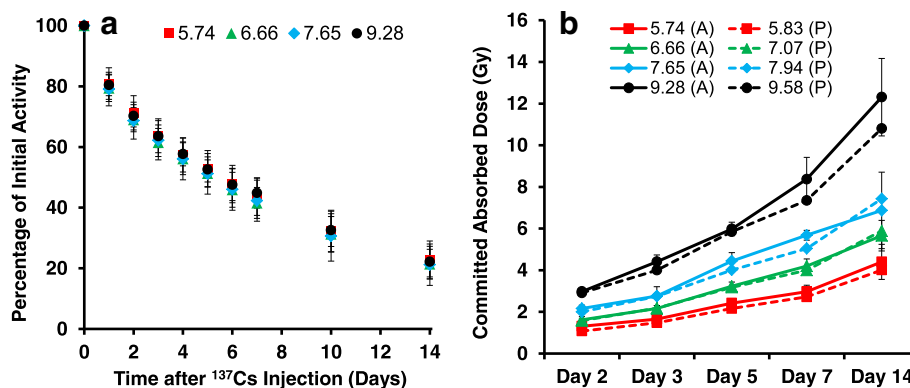 a
5.74 6.66 7.65 9.28
100
80
60
40
20
0
0 2 4 6 8 10 12 14
Percentage of Initial Activity
Time after ¹³⁷Cs Injection (Days)
b
5.74 (A) 5.83 (P)
6.66 (A) 7.07 (P)
7.65 (A) 7.94 (P)
9.28 (A) 9.58 (P)
16
14
12
10
8
6
4
2
0
Day 2 Day 3 Day 5 Day 7 Day 14
Committed Absorbed Dose (Gy)